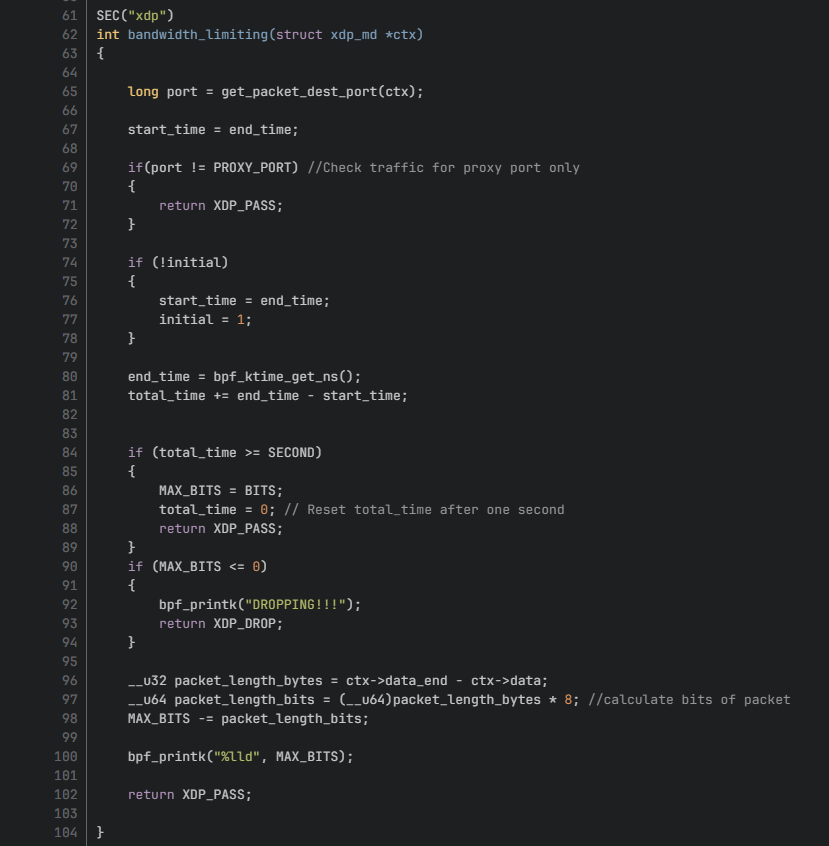 61 SEC("xdp")
62 int bandwidth_limiting(struct xdp_md *ctx)
63 {
64
65     long port = get_packet_dest_port(ctx);
66
67     start_time = end_time;
68
69     if(port != PROXY_PORT) //Check traffic for proxy port only
70     {
71         return XDP_PASS;
72     }
73
74     if (!initial)
75     {
76         start_time = end_time;
77         initial = 1;
78     }
79
80     end_time = bpf_ktime_get_ns();
81     total_time += end_time - start_time;
82
83
84     if (total_time >= SECOND)
85     {
86         MAX_BITS = BITS;
87         total_time = 0; // Reset total_time after one second
88         return XDP_PASS;
89     }
90     if (MAX_BITS <= 0)
91     {
92         bpf_printk("DROPPING!!!");
93         return XDP_DROP;
94     }
95
96     __u32 packet_length_bytes = ctx->data_end - ctx->data;
97     __u64 packet_length_bits = (__u64)packet_length_bytes * 8; //calculate bits of packet
98     MAX_BITS -= packet_length_bits;
99
100     bpf_printk("%lld", MAX_BITS);
101
102     return XDP_PASS;
103
104 }